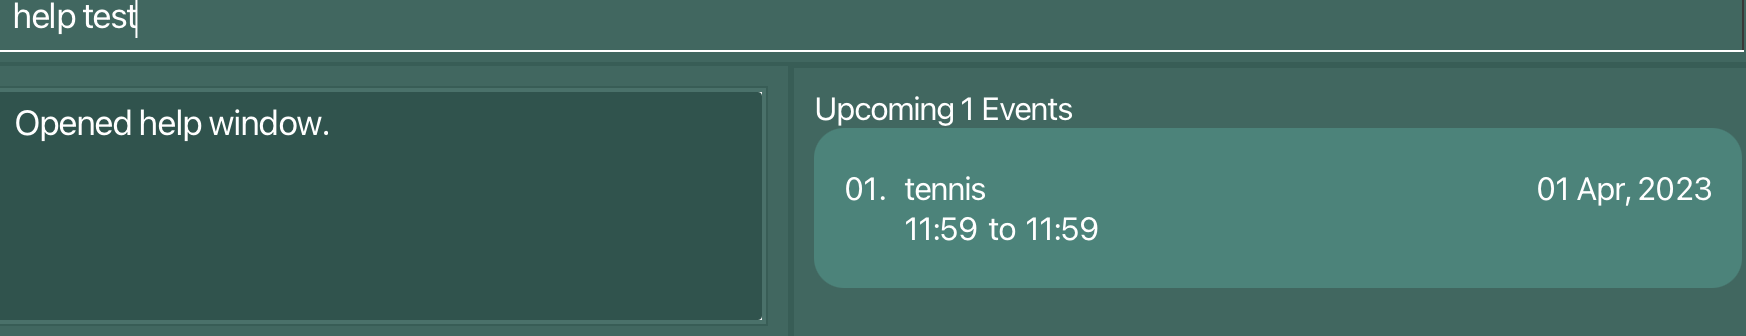 help test
Opened help window.
Upcoming 1 Events
01. tennis 01 Apr, 2023
11:59 to 11:59